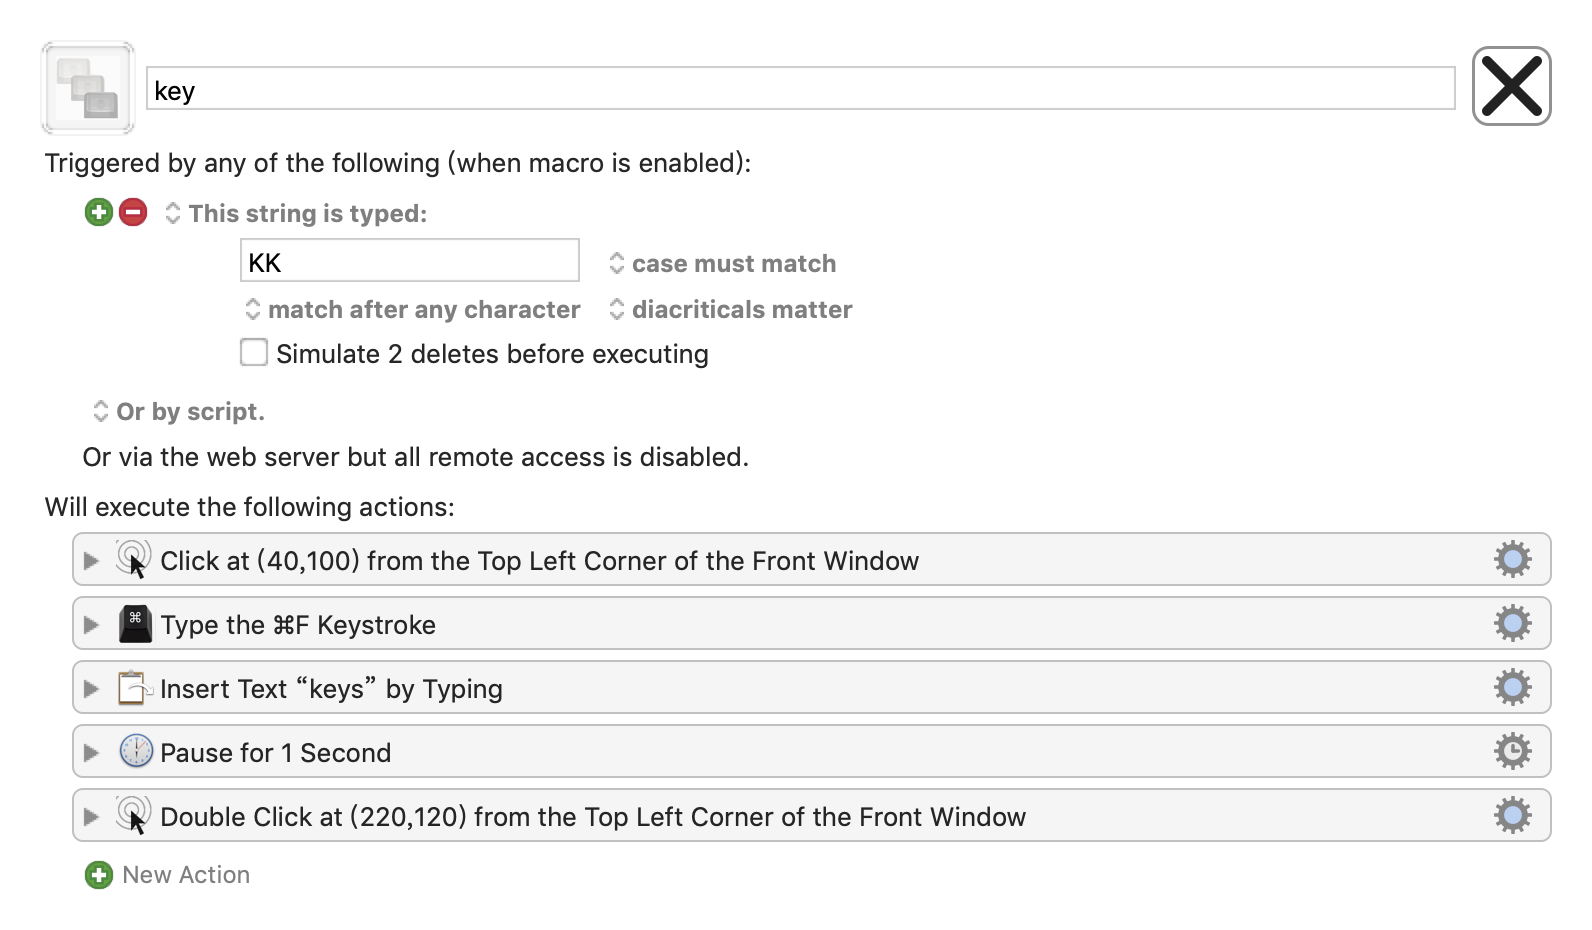 key
Triggered by any of the following (when macro is enabled):
This string is typed:
KK case must match
match after any character diacriticals matter
Simulate 2 deletes before executing
Or by script.
Or via the web server but all remote access is disabled.
Will execute the following actions:
Click at (40,100) from the Top Left Corner of the Front Window
⌘ Type the ⌘F Keystroke
Insert Text “keys” by Typing
Pause for 1 Second
Double Click at (220,120) from the Top Left Corner of the Front Window
New Action